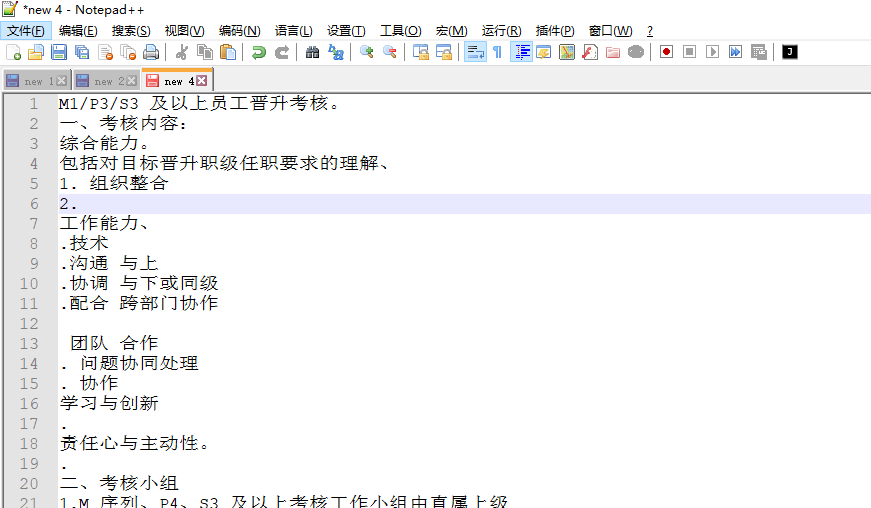 *new 4 - Notepad++
文件(F) 编辑(E) 搜索(S) 视图(V) 编码(N) 语言(L) 设置(T) 工具(O) 宏(M) 运行(R) 插件(P) 窗口(W) ?
new 1 new 2 new 4
1 M1/P3/S3 及以上员工晋升考核。
2 一、考核内容：
3 综合能力。
4 包括对目标晋升职级任职要求的理解、
5 1. 组织整合
6 2.
7 工作能力、
8 .技术
9 .沟通 与上
10 .协调 与下或同级
11 .配合 跨部门协作
12
13 团队 合作
14 . 问题协同处理
15 . 协作
16 学习与创新
17 .
18 责任心与主动性。
19 .
20 二、考核小组
21 1.M 序列、P4、S3 及以上考核工作小组由直属上级